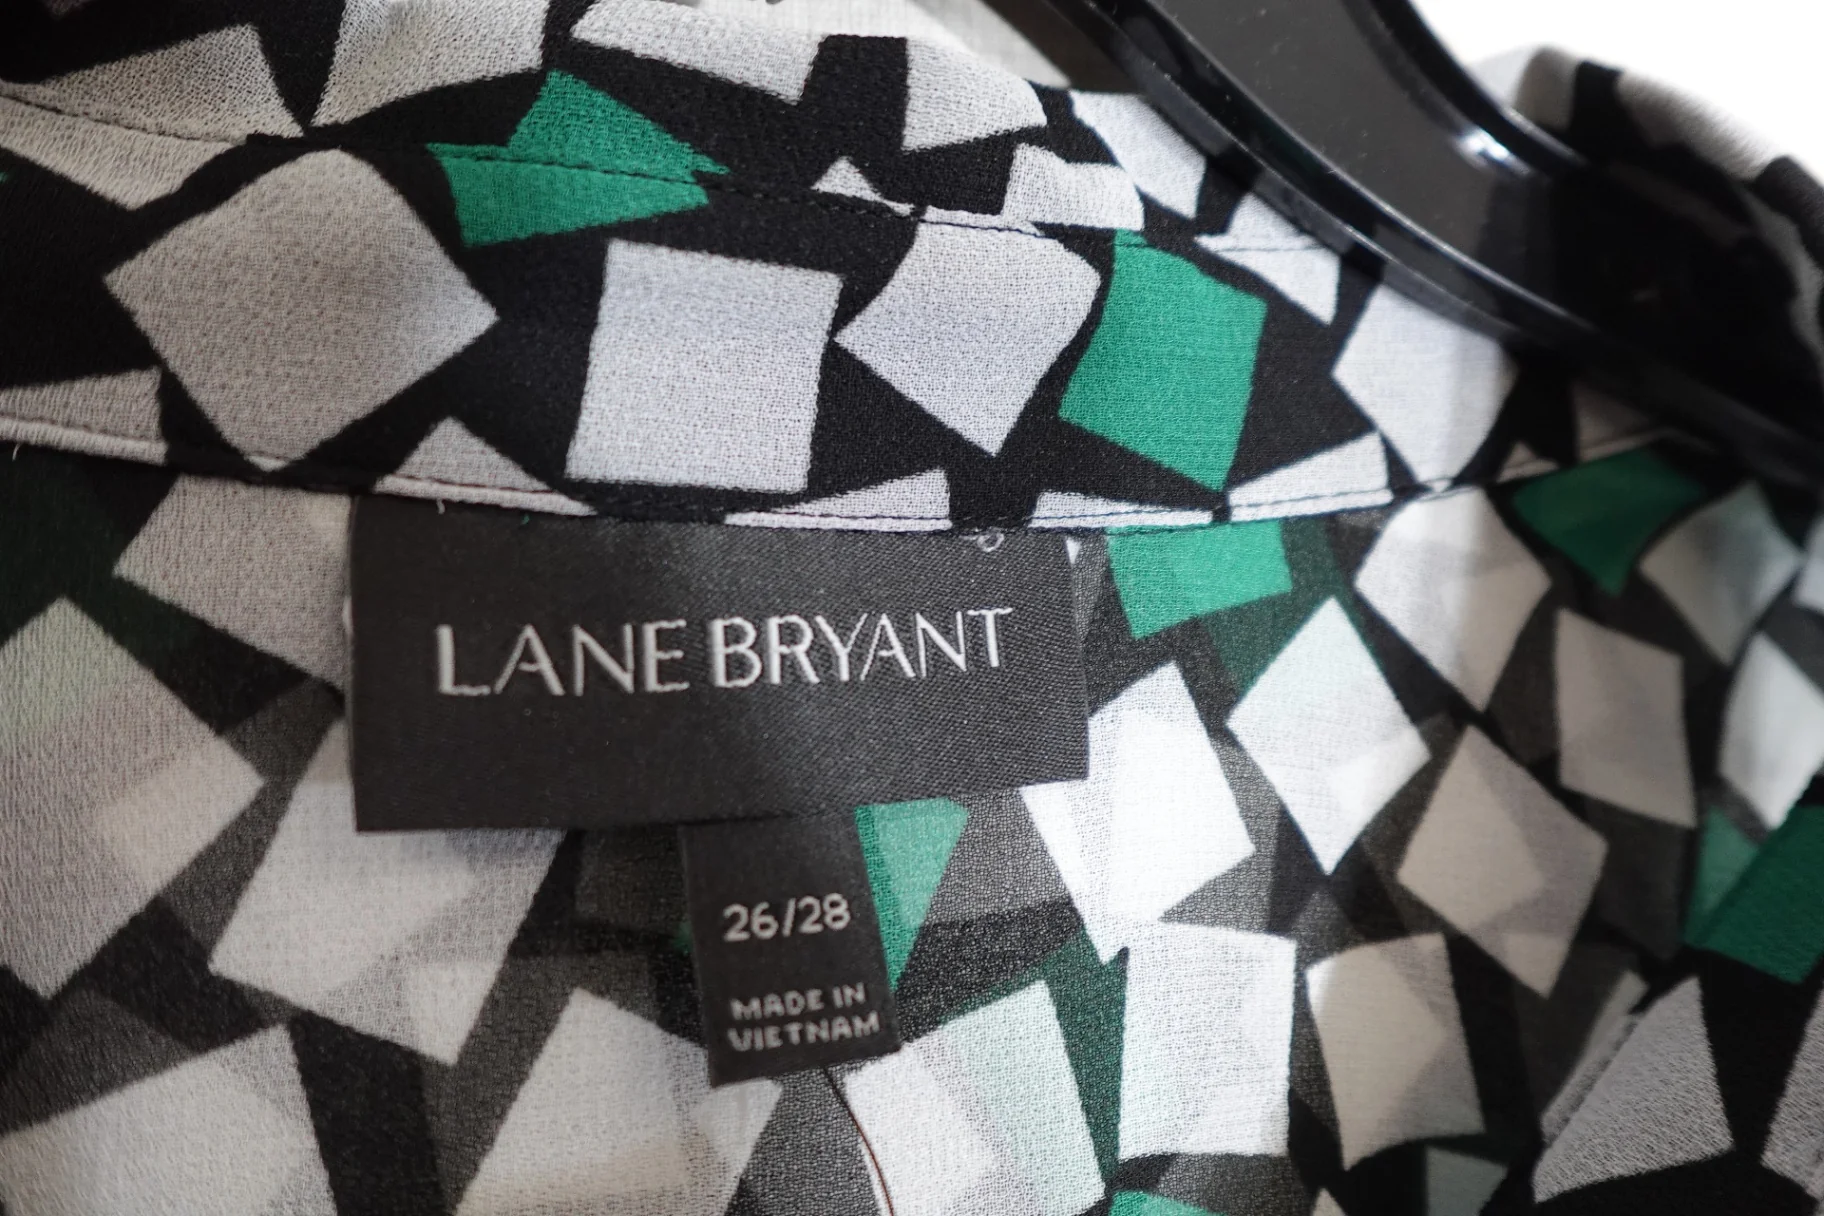 LANE BRYANT
26/28
MADE IN
VIETNAM